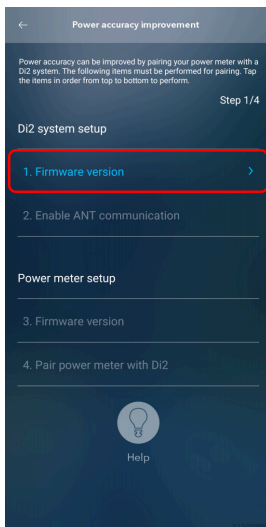 Power accuracy improvement
Power accuracy can be improved by pairing your power meter with a
Di2 system. The following items must be performed for pairing. Tap
the items in order from top to bottom to perform.
Step 1/4
Di2 system setup
1. Firmware version
2. Enable ANT communication
Power meter setup
3. Firmware version
4. Pair power meter with Di2
Help